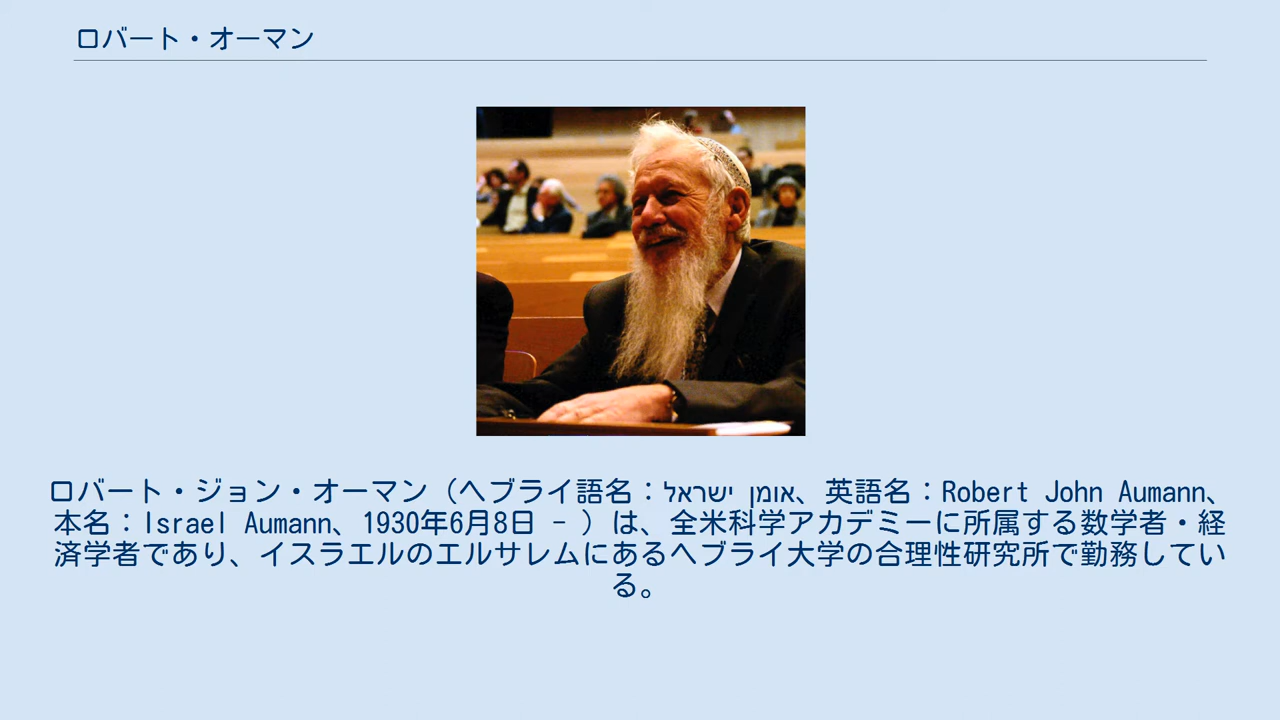 ロバート・オーマン
ロバート・ジョン・オーマン（ヘブライ語名：ישראל אומן、英語名：Robert John Aumann、
本名：Israel Aumann、1930年6月8日 - ）は、全米科学アカデミーに所属する数学者・経
済学者であり、イスラエルのエルサレムにあるヘブライ大学の合理性研究所で勤務してい
る。